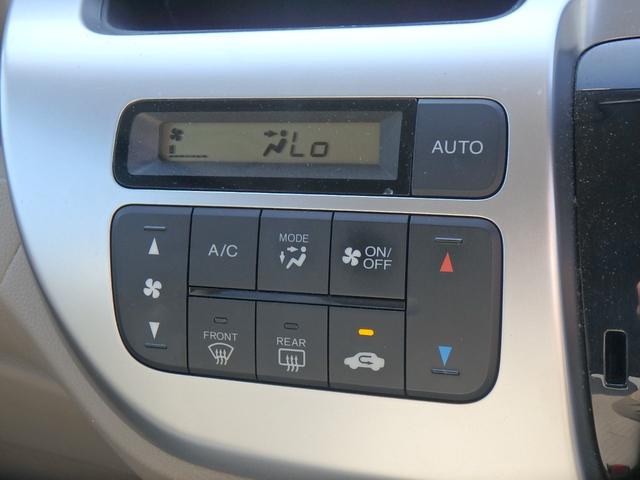 Lo
AUTO
A/C
MODE
ON/
OFF
FRONT
REAR